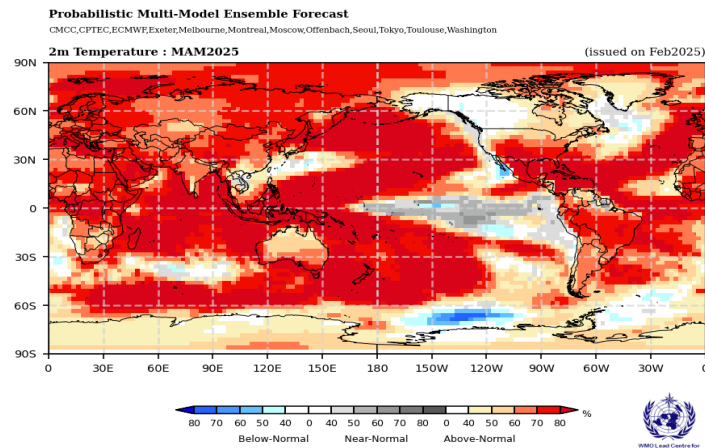 Probabilistic Multi-Model Ensemble Forecast
CMCC,CPTEC,ECMWF,Exeter,Melbourne,Montreal,Moscow,Offenbach,Seoul,Tokyo,Toulouse,Washington
2m Temperature : MAM2025 (issued on Feb2025)
90N
60N
30N
0
30S
60S
90S
0 30E 60E 90E 120E 150E 180 150W 120W 90W 60W 30W 0
80 70 60 50 40 0 40 50 60 70 80 0 40 50 60 70 80 %
Below-Normal Near-Normal Above-Normal
WMO Lead Centre for